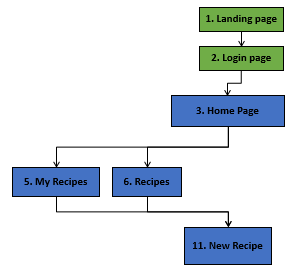 1. Landing page
2. Login page
3. Home Page
5. My Recipes
6. Recipes
11. New Recipe